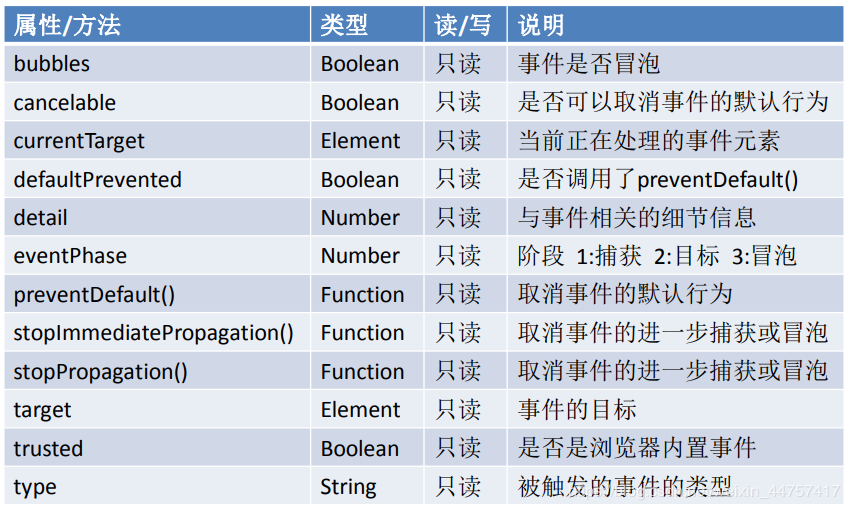 属性/方法 类型 读/写 说明
bubbles Boolean 只读 事件是否冒泡
cancelable Boolean 只读 是否可以取消事件的默认行为
currentTarget Element 只读 当前正在处理的事件元素
defaultPrevented Boolean 只读 是否调用了preventDefault()
detail Number 只读 与事件相关的细节信息
eventPhase Number 只读 阶段 1:捕获 2:目标 3:冒泡
preventDefault() Function 只读 取消事件的默认行为
stopImmediatePropagation() Function 只读 取消事件的进一步捕获或冒泡
stopPropagation() Function 只读 取消事件的进一步捕获或冒泡
target Element 只读 事件的目标
trusted Boolean 只读 是否是浏览器内置事件
type String 只读 被触发的事件的类型